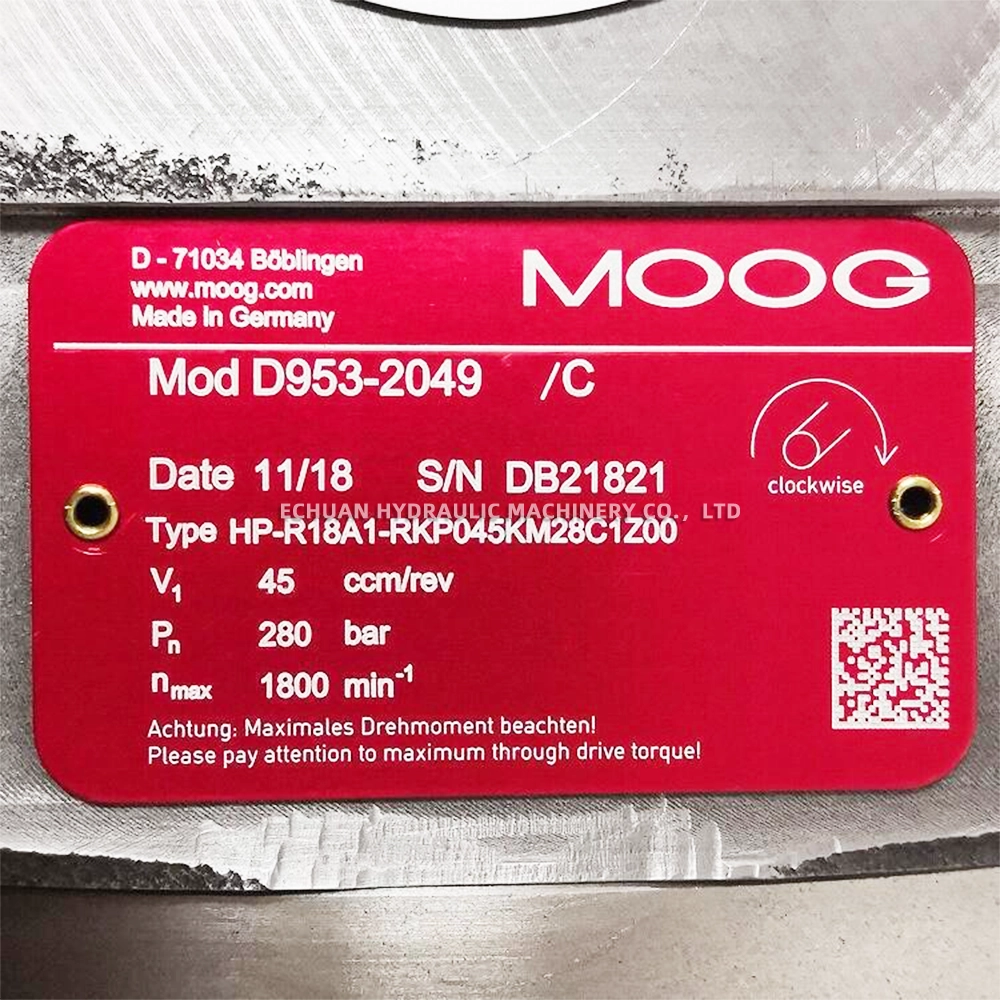 D - 71034 Böblingen
www.moog.com
Made in Germany
MOOG
Mod D953-2049 /C
clockwise
Date 11/18 S/N DB21821
ECHUAN HYDRAULIC MACHINERY CO., LTD
Type HP-R18A1-RKP045KM28C1Z00
V1 45 ccm/rev
Pn 280 bar
nmax 1800 min-1
Achtung: Maximales Drehmoment beachten!
Please pay attention to maximum through drive torque!